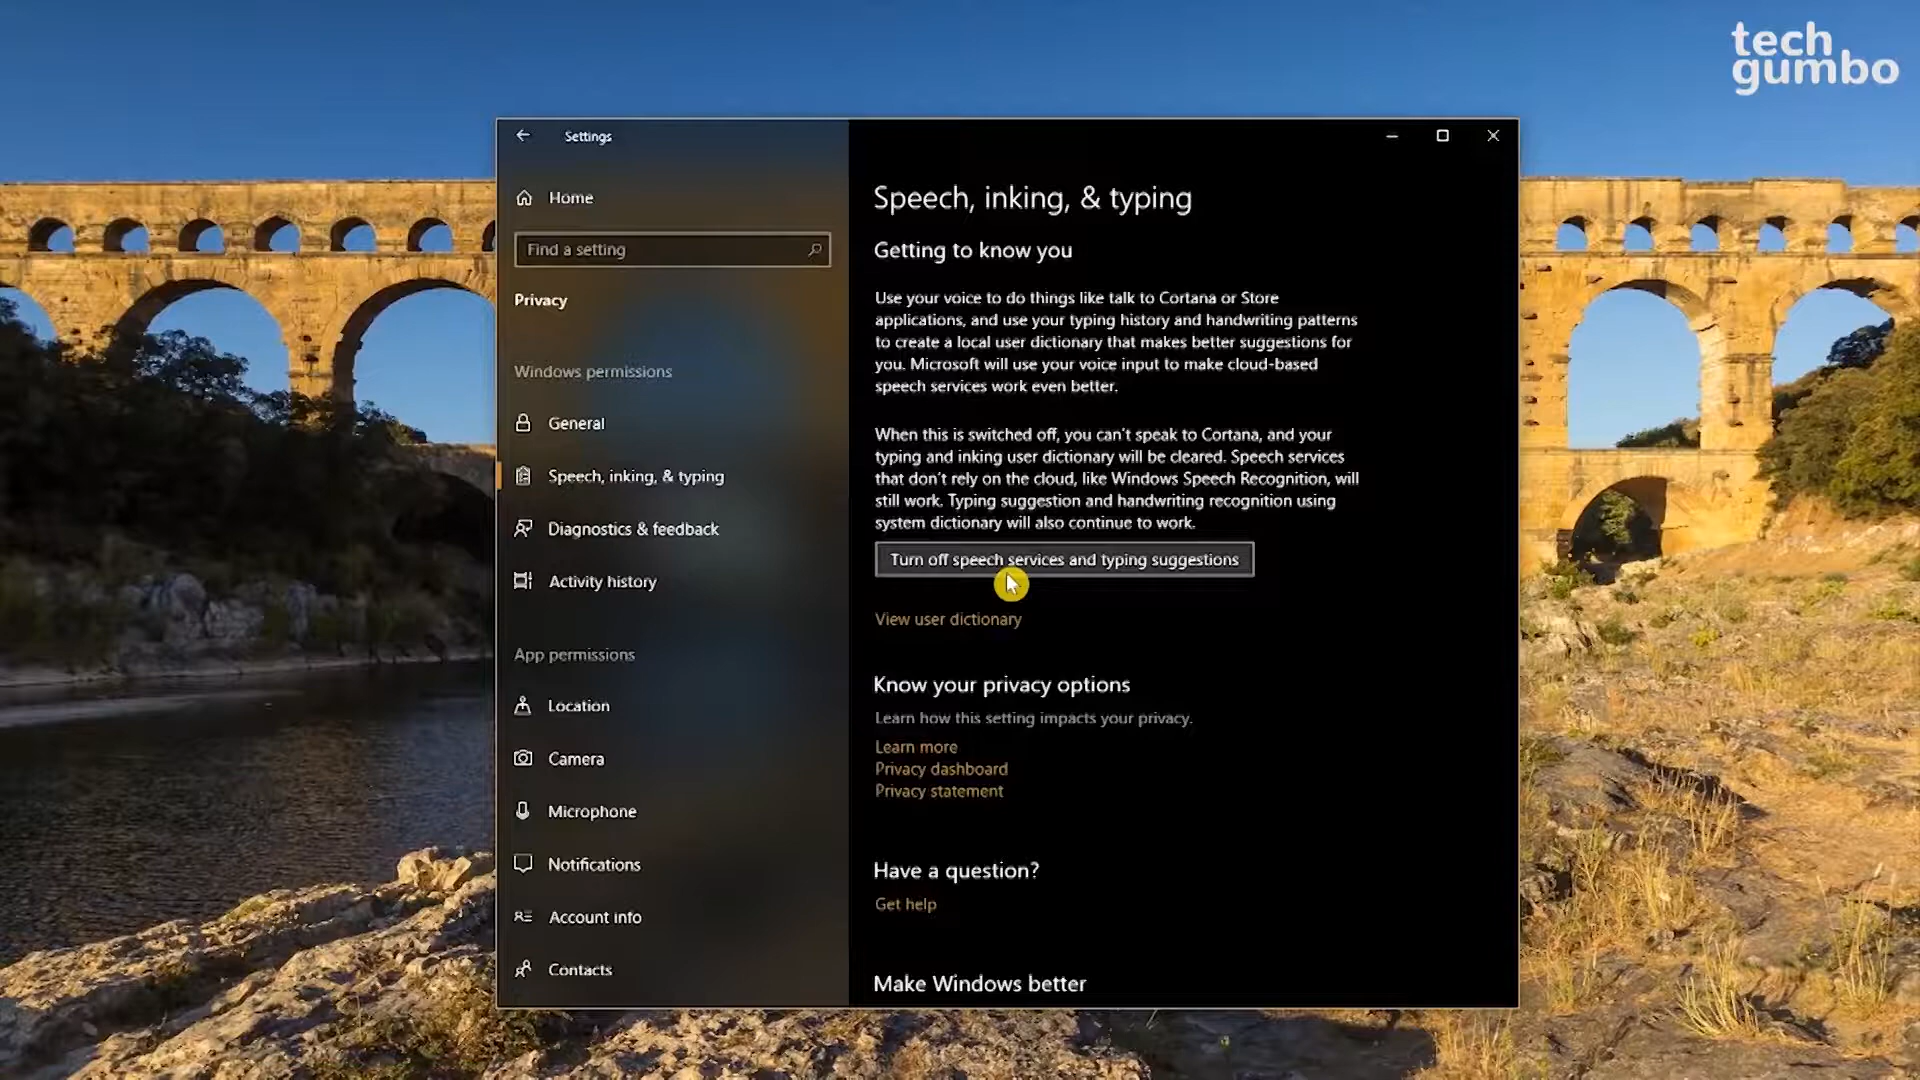 tech
gumbo
Settings
Home
Find a setting
Privacy
Windows permissions
General
Speech, inking, & typing
Diagnostics & feedback
Activity history
App permissions
Location
Camera
Microphone
Notifications
Account info
Contacts
Speech, inking, & typing
Getting to know you
Use your voice to do things like talk to Cortana or Store
applications, and use your typing history and handwriting patterns
to create a local user dictionary that makes better suggestions for
you. Microsoft will use your voice input to make cloud-based
speech services work even better.
When this is switched off, you can't speak to Cortana, and your
typing and inking user dictionary will be cleared. Speech services
that don't rely on the cloud, like Windows Speech Recognition, will
still work. Typing suggestion and handwriting recognition using
system dictionary will also continue to work.
Turn off speech services and typing suggestions
View user dictionary
Know your privacy options
Learn how this setting impacts your privacy.
Learn more
Privacy dashboard
Privacy statement
Have a question?
Get help
Make Windows better